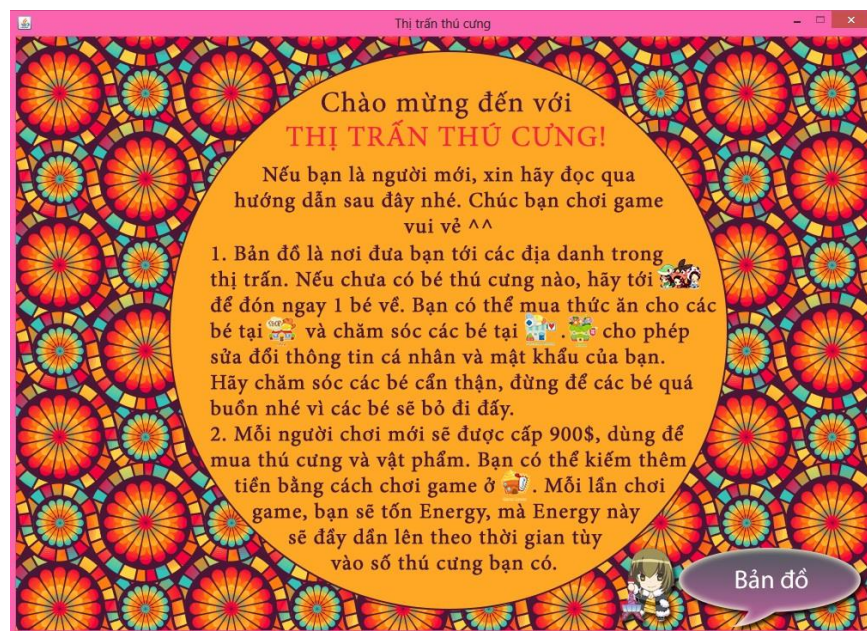 Thị trấn thú cưng
Chào mừng đến với
THỊ TRẤN THÚ CƯNG!
Nếu bạn là người mới, xin hãy đọc qua
hướng dẫn sau đây nhé. Chúc bạn chơi game
vui vẻ ^^
1. Bản đồ là nơi đưa bạn tới các địa danh trong
thị trấn. Nếu chưa có bé thú cưng nào, hãy tới
để đón ngay 1 bé về. Bạn có thể mua thức ăn cho các
bé tại và chăm sóc các bé tại . cho phép
sửa đổi thông tin cá nhân và mật khẩu của bạn.
Hãy chăm sóc các bé cẩn thận, đừng để các bé quá
buồn nhé vì các bé sẽ bỏ đi đấy.
2. Mỗi người chơi mới sẽ được cấp 900$, dùng để
mua thú cưng và vật phẩm. Bạn có thể kiếm thêm
tiền bằng cách chơi game ở . Mỗi lần chơi
game, bạn sẽ tốn Energy, mà Energy này
sẽ đầy dần lên theo thời gian tùy
vào số thú cưng bạn có.
Bản đồ